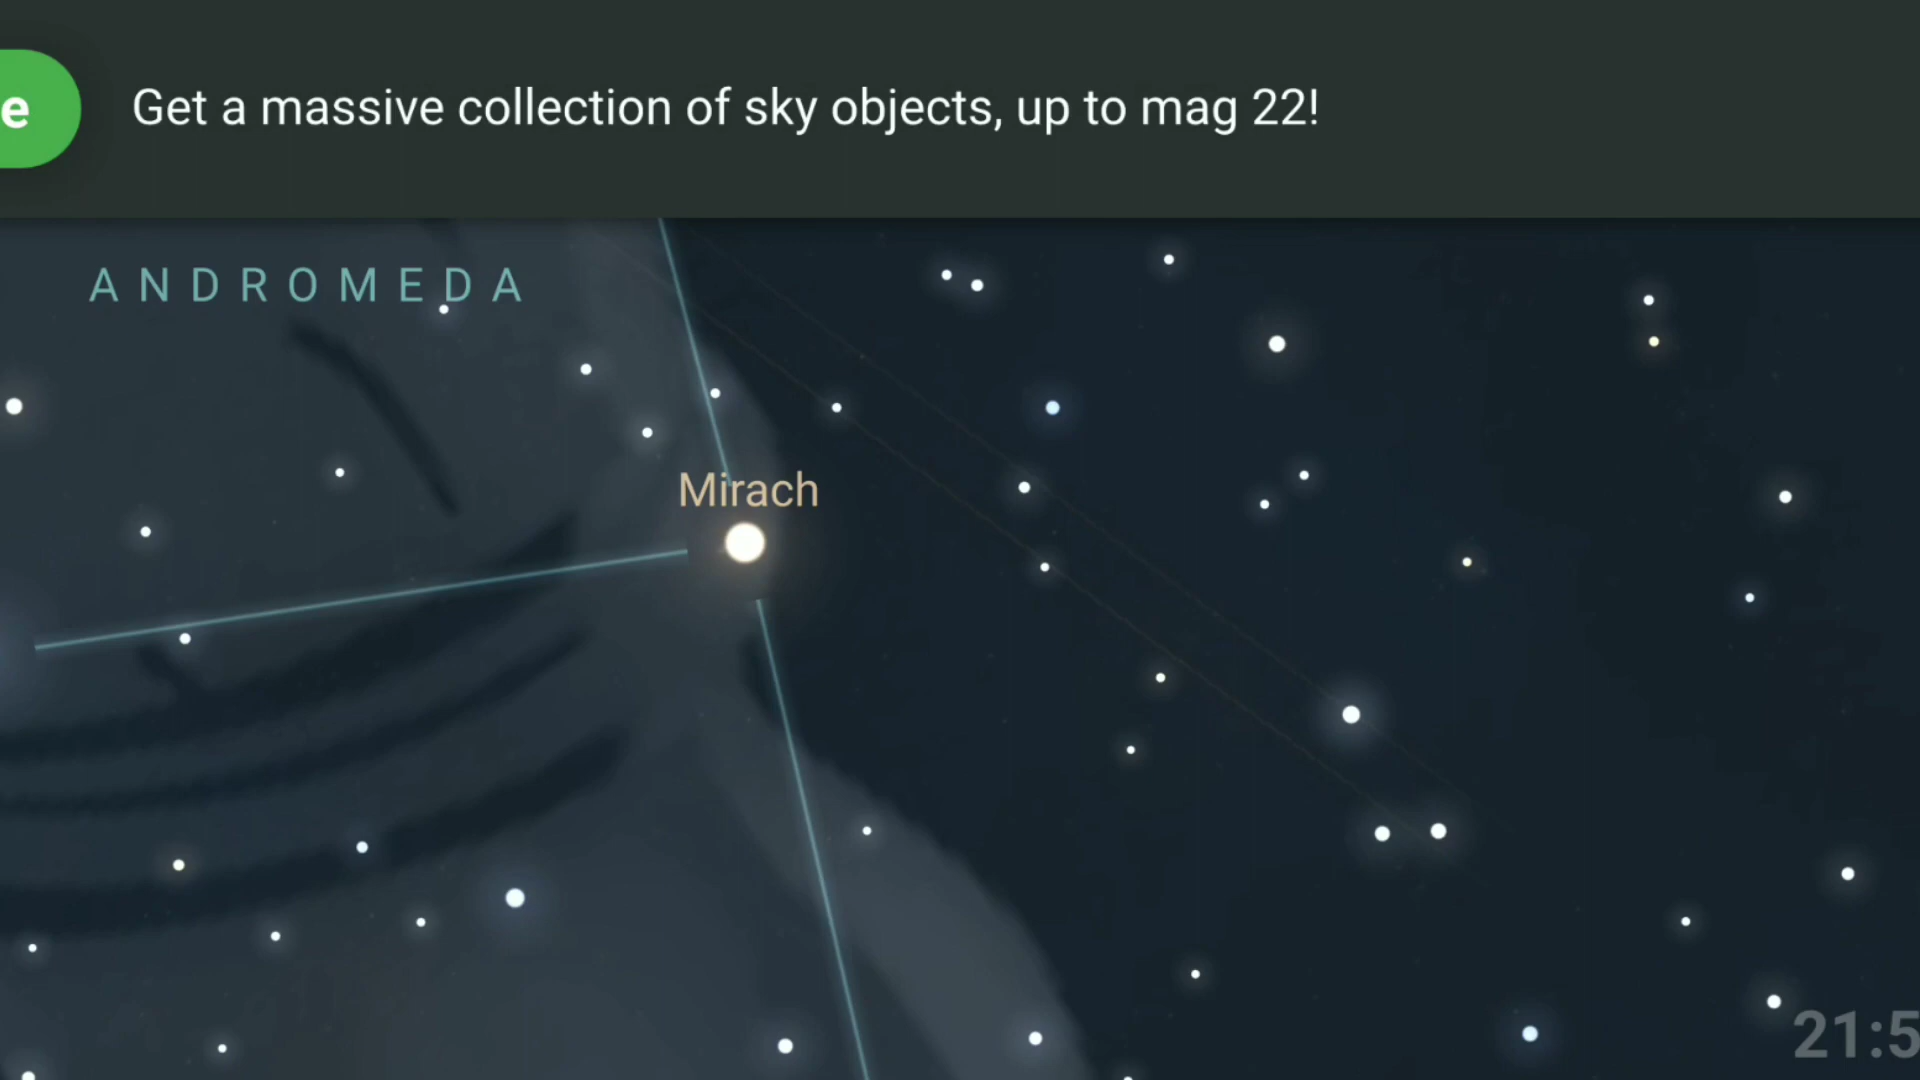 e
Get a massive collection of sky objects, up to mag 22!
ANDROMEDA
Mirach
21:5